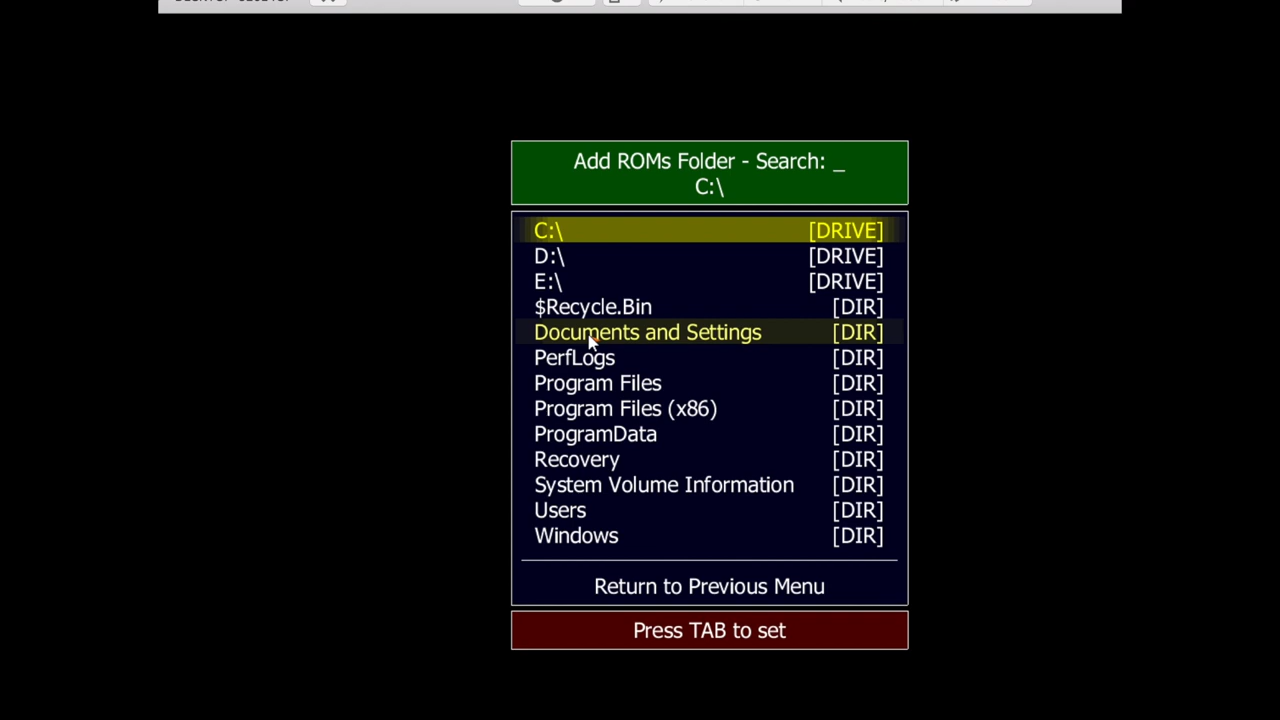 Add ROMs Folder - Search: _
C:\
C:\ [DRIVE]
D:\ [DRIVE]
E:\ [DRIVE]
$Recycle.Bin [DIR]
Documents and Settings [DIR]
PerfLogs [DIR]
Program Files [DIR]
Program Files (x86) [DIR]
ProgramData [DIR]
Recovery [DIR]
System Volume Information [DIR]
Users [DIR]
Windows [DIR]
Return to Previous Menu
Press TAB to set